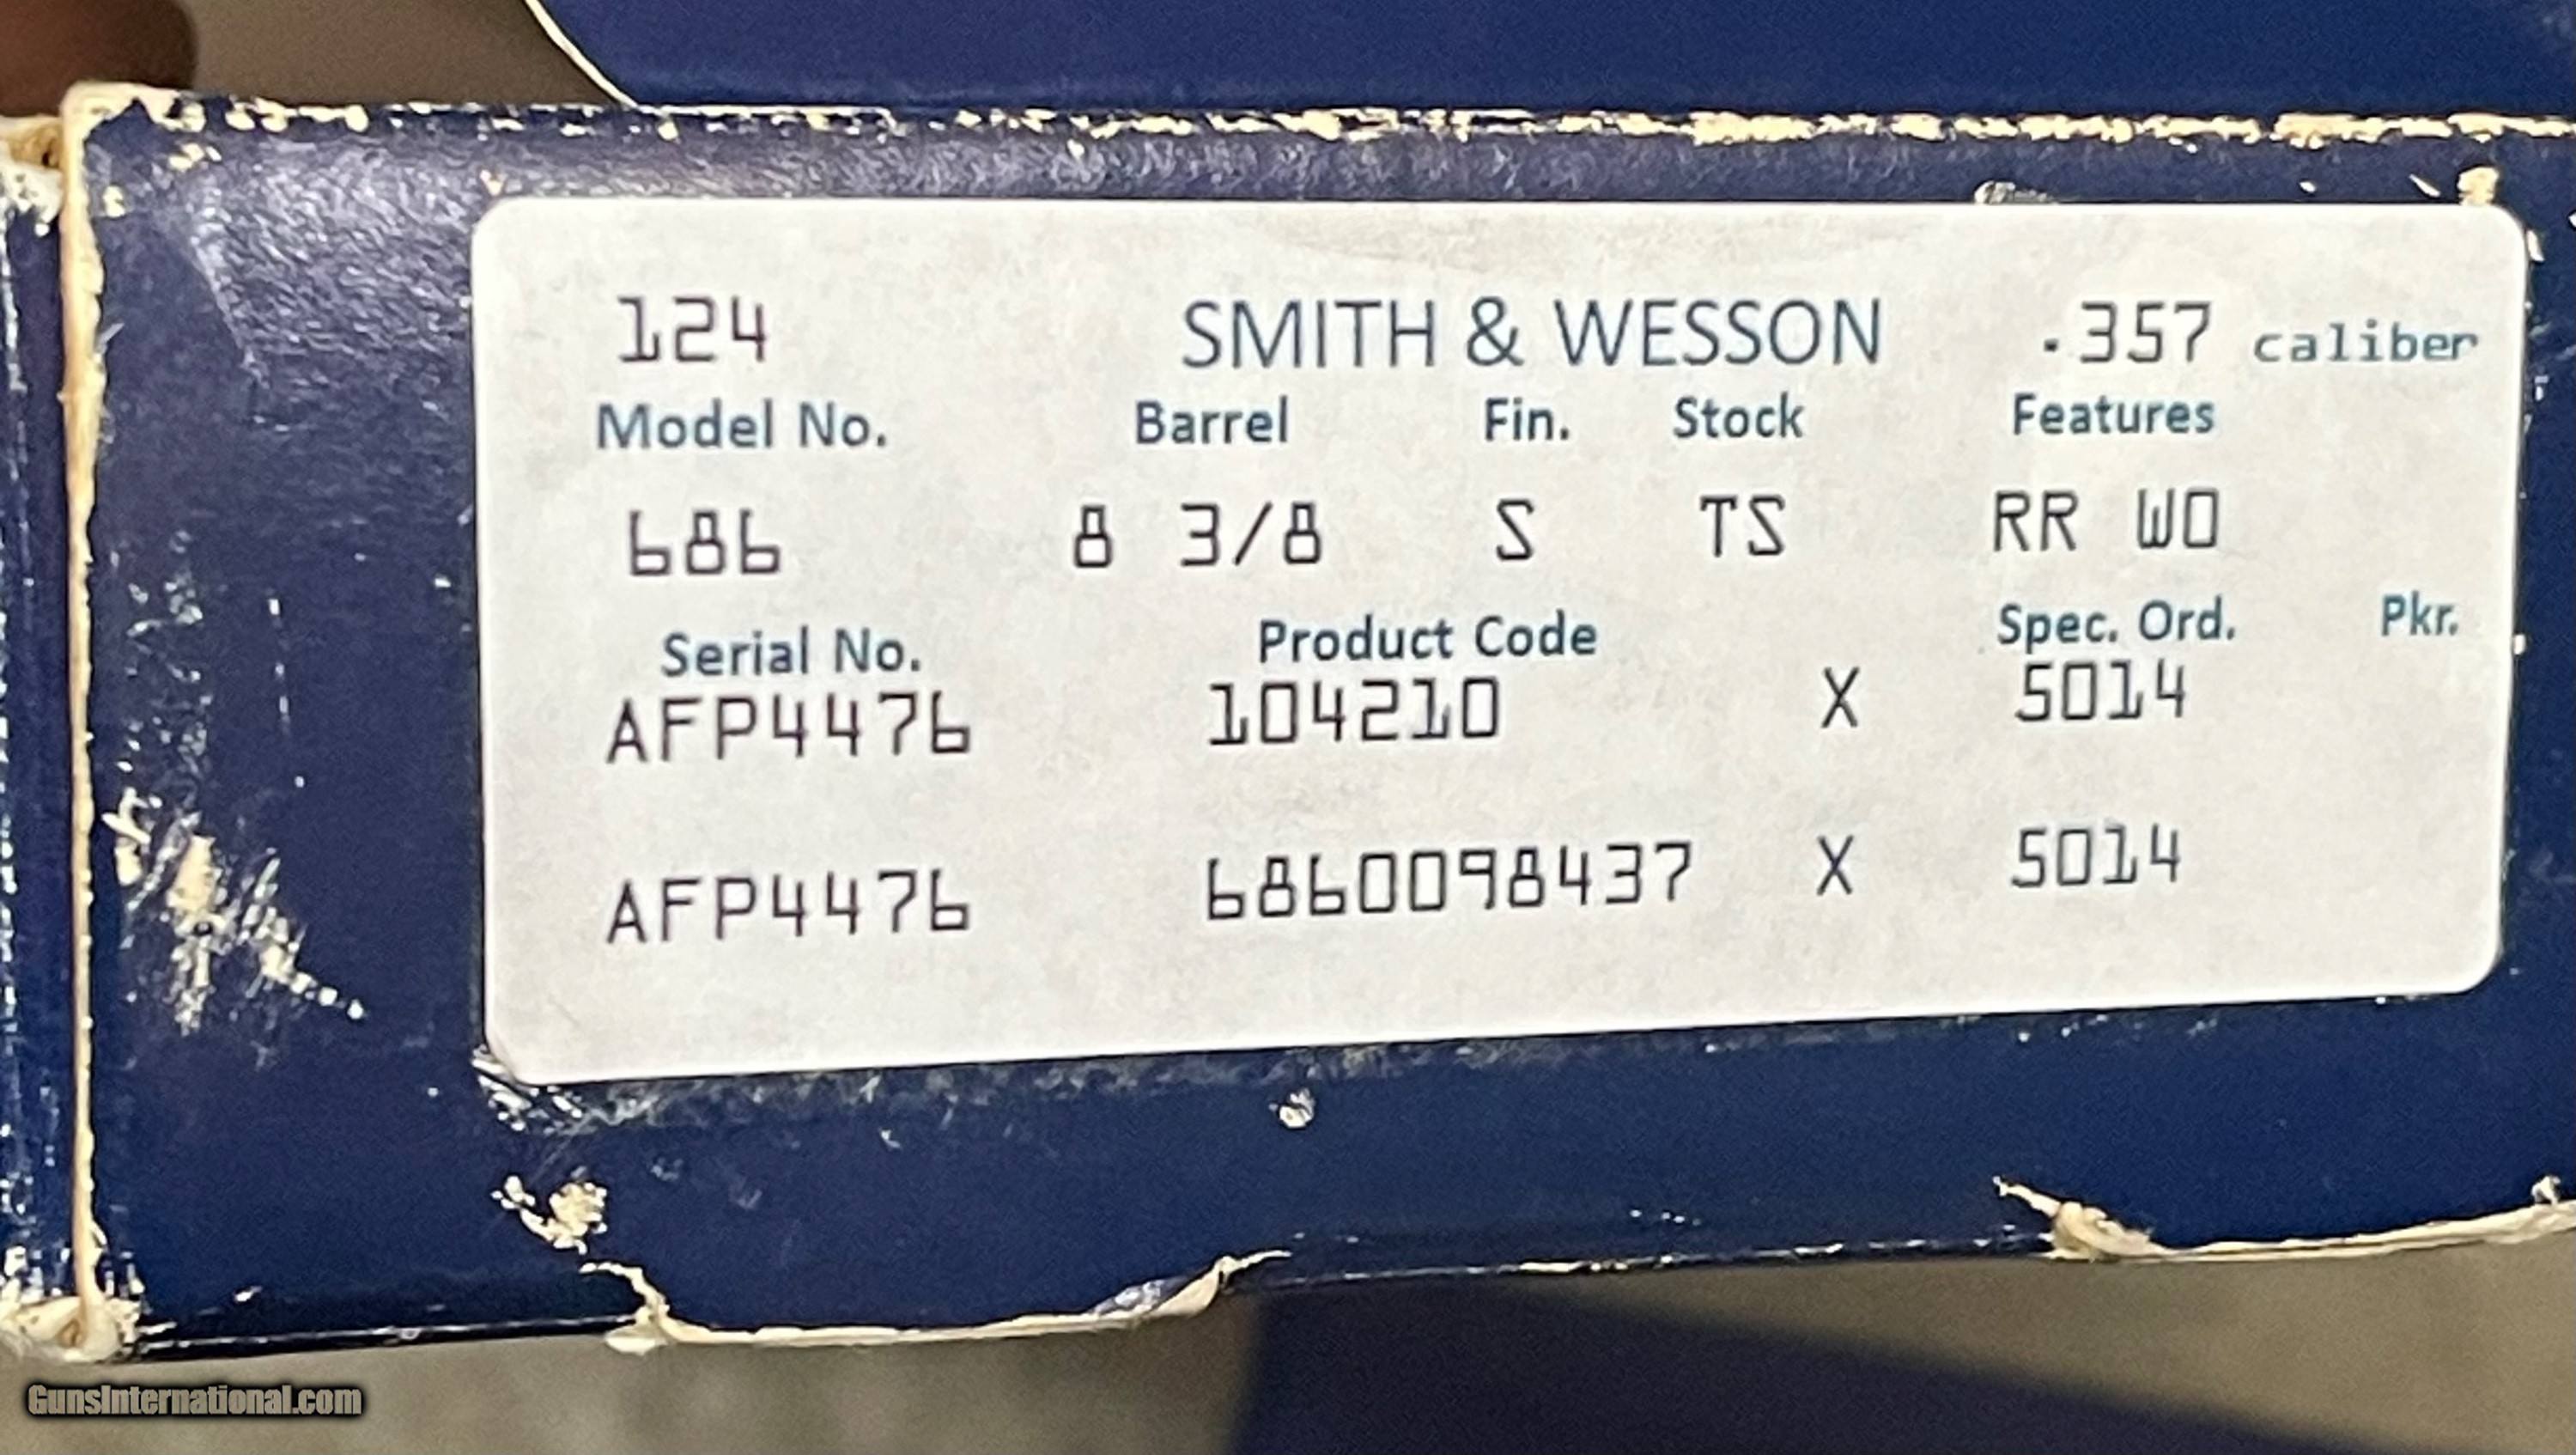 124 SMITH & WESSON .357 caliber
Model No. Barrel Fin. Stock Features
686 8 3/8 S TS RR WO
Serial No. Product Code Spec. Ord. Pkr.
AFP4476 104210 X 5014
AFP4476 6860098437 X 5014
GunsInternational.com